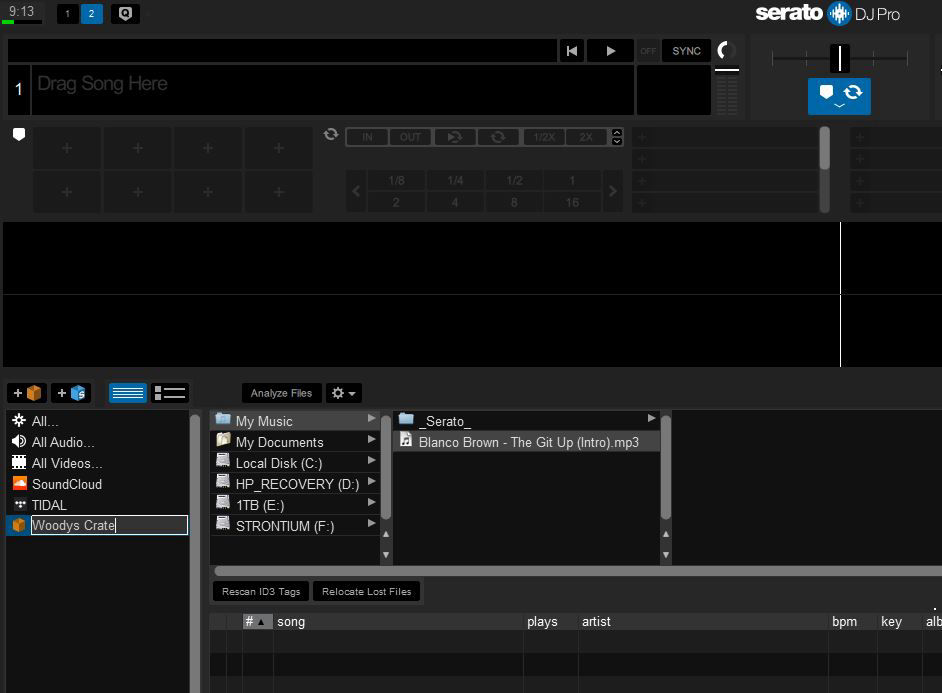 9:13 1 2 serato DJ Pro
OFF SYNC
1 Drag Song Here
IN OUT 1/2X 2X
1/8 1/4 1/2 1
2 4 8 16
Analyze Files
All...
All Audio...
All Videos...
SoundCloud
TIDAL
Woodys Crate
My Music
My Documents
Local Disk (C:)
HP_RECOVERY (D:)
1TB (E:)
STRONTIUM (F:)
_Serato_
Blanco Brown - The Git Up (Intro).mp3
Rescan ID3 Tags Relocate Lost Files
# song plays artist bpm key alb